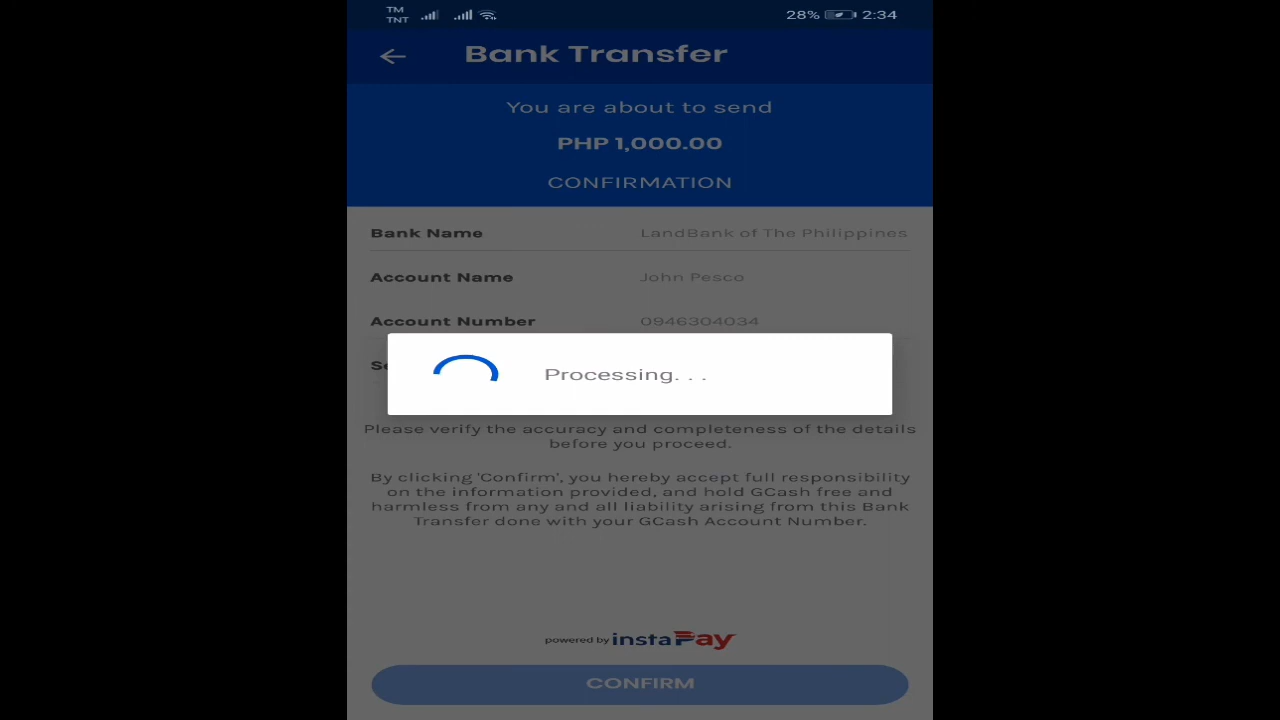 TM
TNT
28% 2:34
Bank Transfer
You are about to send
PHP 1,000.00
CONFIRMATION
Bank Name LandBank of The Philippines
Account Name John Pesco
Account Number 0946304034
Processing. . .
Please verify the accuracy and completeness of the details
before you proceed.
By clicking 'Confirm', you hereby accept full responsibility
on the information provided, and hold GCash free and
harmless from any and all liability arising from this Bank
Transfer done with your GCash Account Number.
powered by instaPay
CONFIRM